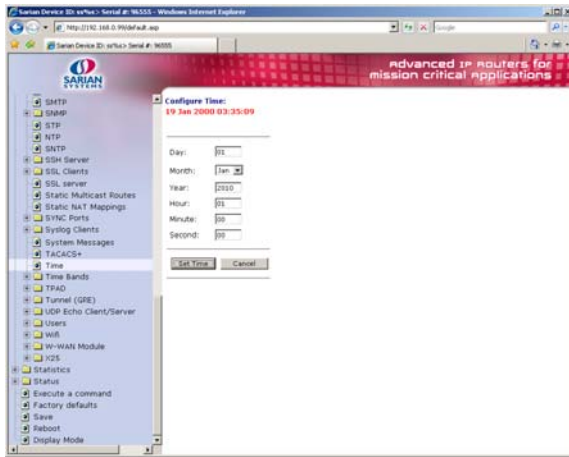 Sarian Device ID: ss%s> Serial #: 96555 - Windows Internet Explorer
http://192.168.0.99/default.asp
Google
Sarian Device ID: ss%s> Serial #: 96555
SARIAN
SYSTEMS
Advanced IP Routers for
mission critical applications
SMTP
SNMP
STP
NTP
SNTP
SSH Server
SSL Clients
SSL server
Static Multicast Routes
Static NAT Mappings
SYNC Ports
Syslog Clients
System Messages
TACACS+
Time
Time Bands
TPAD
Tunnel (GRE)
UDP Echo Client/Server
Users
Wifi
W-WAN Module
X25
Statistics
Status
Execute a command
Factory defaults
Save
Reboot
Display Mode
Configure Time:
19 Jan 2000 03:35:09
Day: 01
Month: Jan
Year: 2010
Hour: 01
Minute: 00
Second: 00
Set Time Cancel